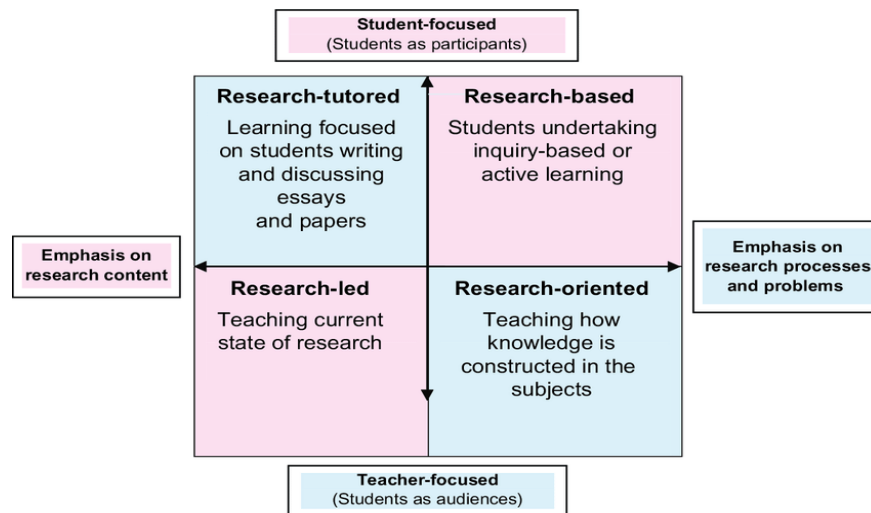 Student-focused
(Students as participants)
Research-tutored
Learning focused
on students writing
and discussing
essays
and papers
Research-based
Students undertaking
inquiry-based or
active learning
Emphasis on
research content
Emphasis on
research processes
and problems
Research-led
Teaching current
state of research
Research-oriented
Teaching how
knowledge is
constructed in the
subjects
Teacher-focused
(Students as audiences)